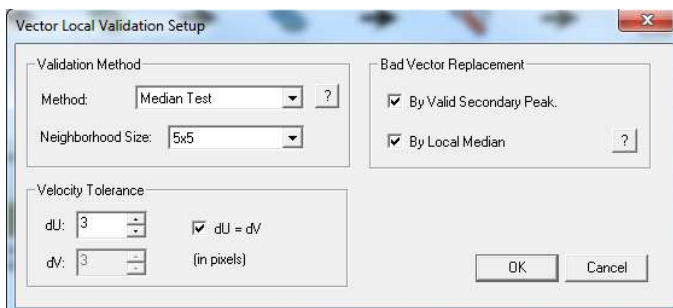 Vector Local Validation Setup
Validation Method
Method: Median Test ?
Neighborhood Size: 5x5
Bad Vector Replacement
By Valid Secondary Peak.
By Local Median ?
Velocity Tolerance
dU: 3 dU = dV
dV: 3 (in pixels)
OK Cancel